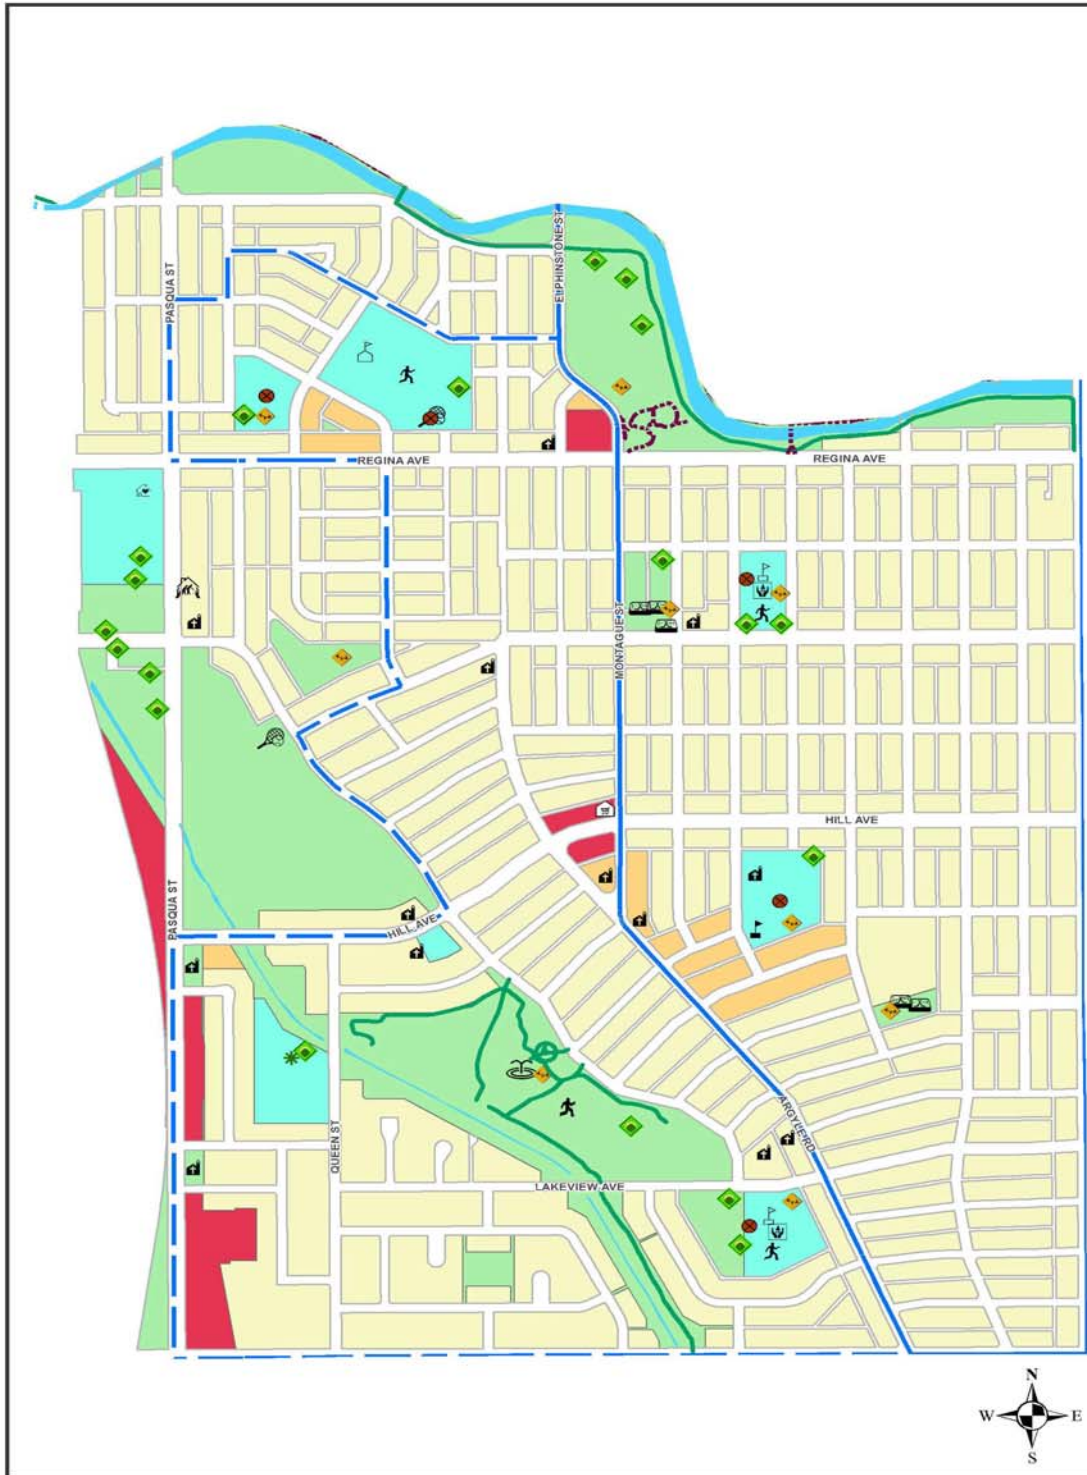 ELPHINSTONE ST
PASQUA ST
REGINA AVE
REGINA AVE
MONTAGUE ST
HILL AVE
PASQUA ST
HILL AVE
QUEEN ST
ARGYLE RD
LAKEVIEW AVE
N
W E
S